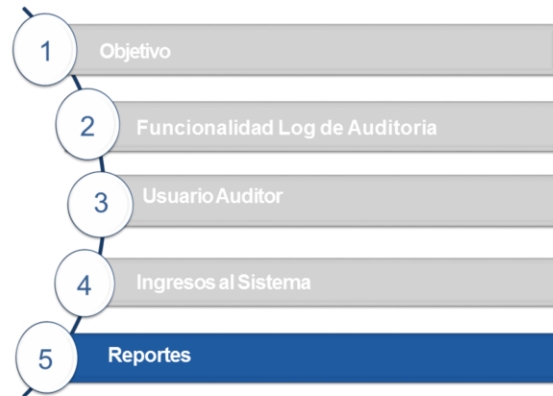 1 Objetivo
2 Funcionalidad Log de Auditoria
3 Usuario Auditor
4 Ingresos al Sistema
5 Reportes